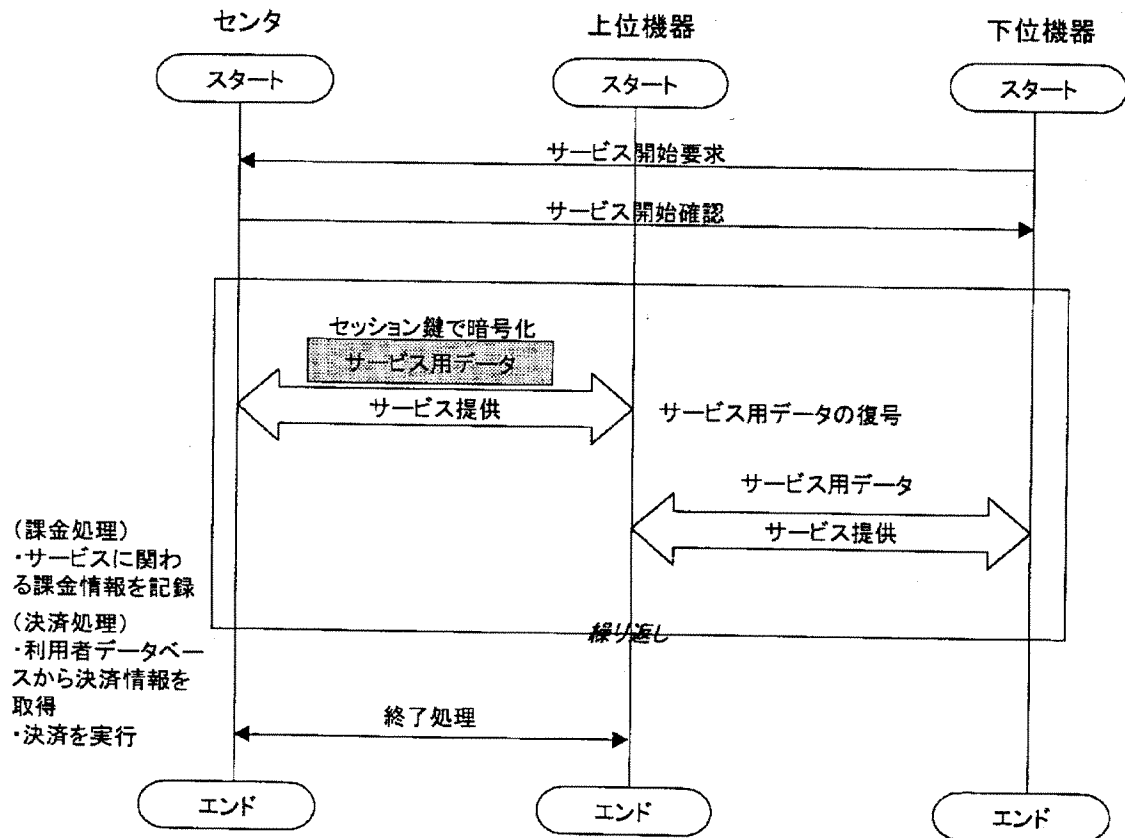 センタ
上位機器
下位機器
スタート
スタート
スタート
サービス開始要求
サービス開始確認
セッション鍵で暗号化
サービス用データ
サービス提供
サービス用データの復号
サービス用データ
サービス提供
(課金処理)
・サービスに関わ
る課金情報を記録
(決済処理)
・利用者データベー
スから決済情報を
取得
・決済を実行
繰り返し
終了処理
エンド
エンド
エンド